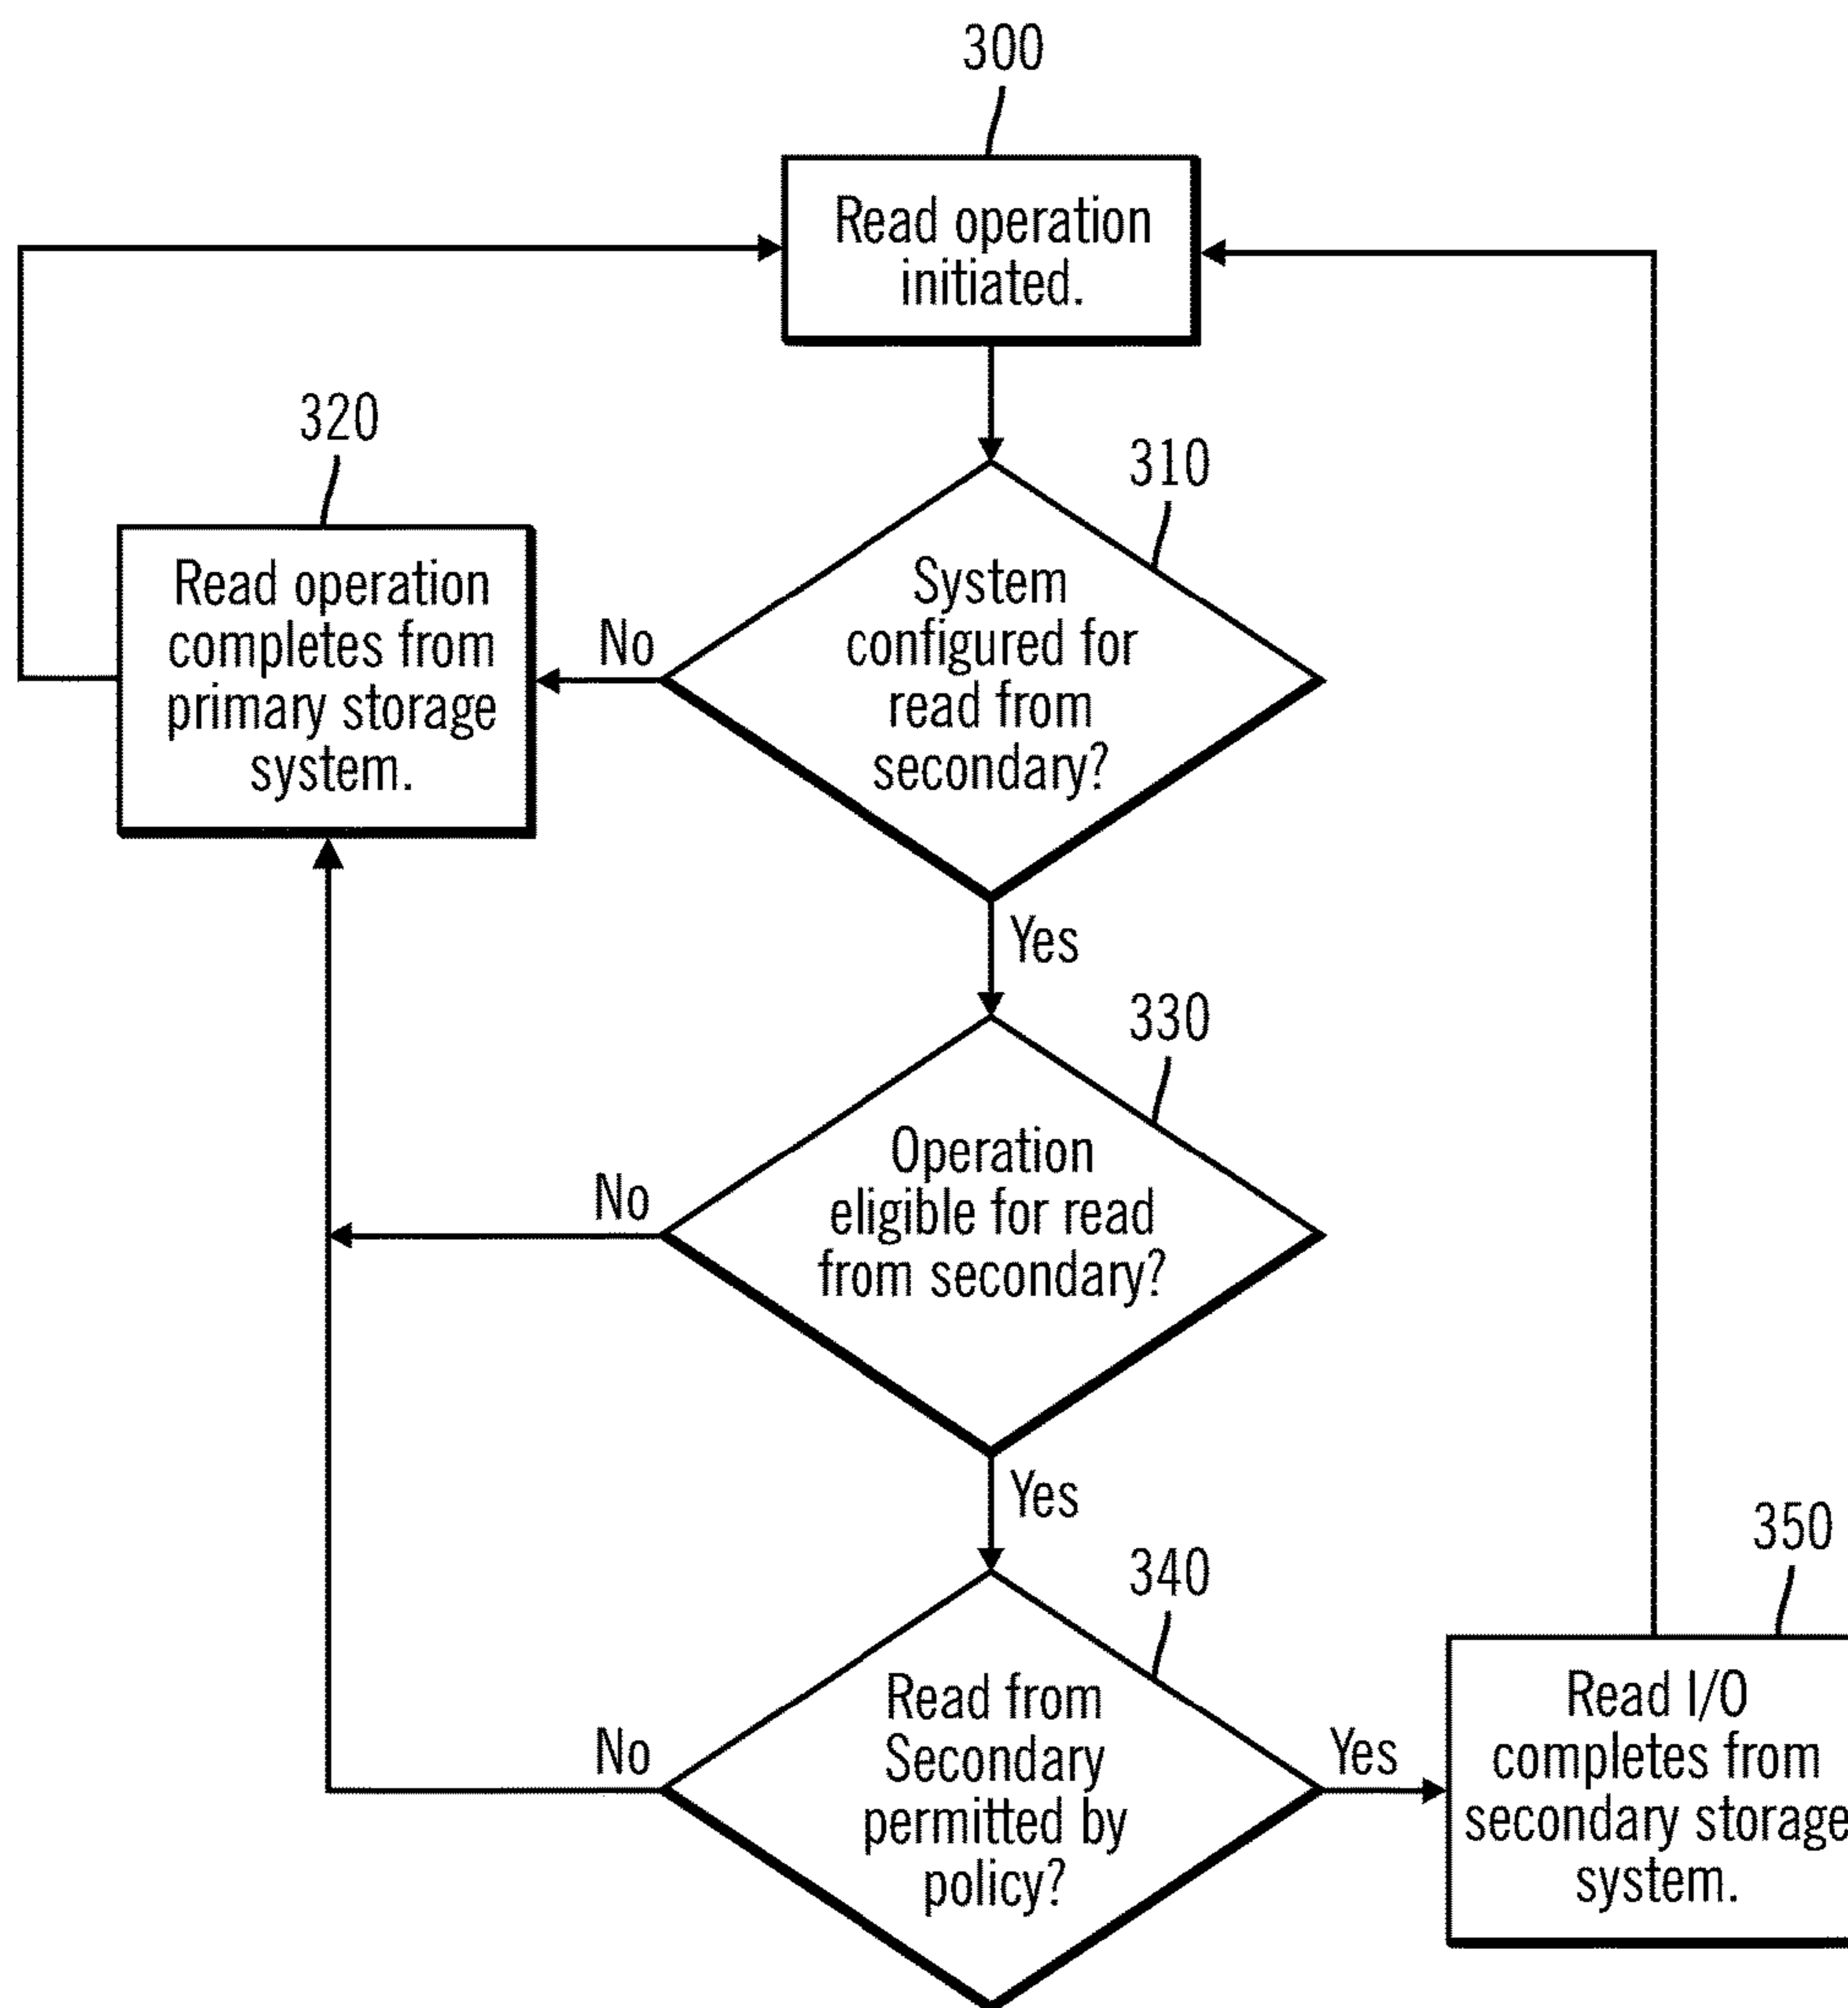 300
Read operation
initiated.
320
310
Read operation
completes from
primary storage
system.
No
System
configured for
read from
secondary?
Yes
330
No
Operation
eligible for read
from secondary?
Yes
340
350
No
Read from
Secondary
permitted by
policy?
Yes
Read I/O
completes from
secondary storage
system.